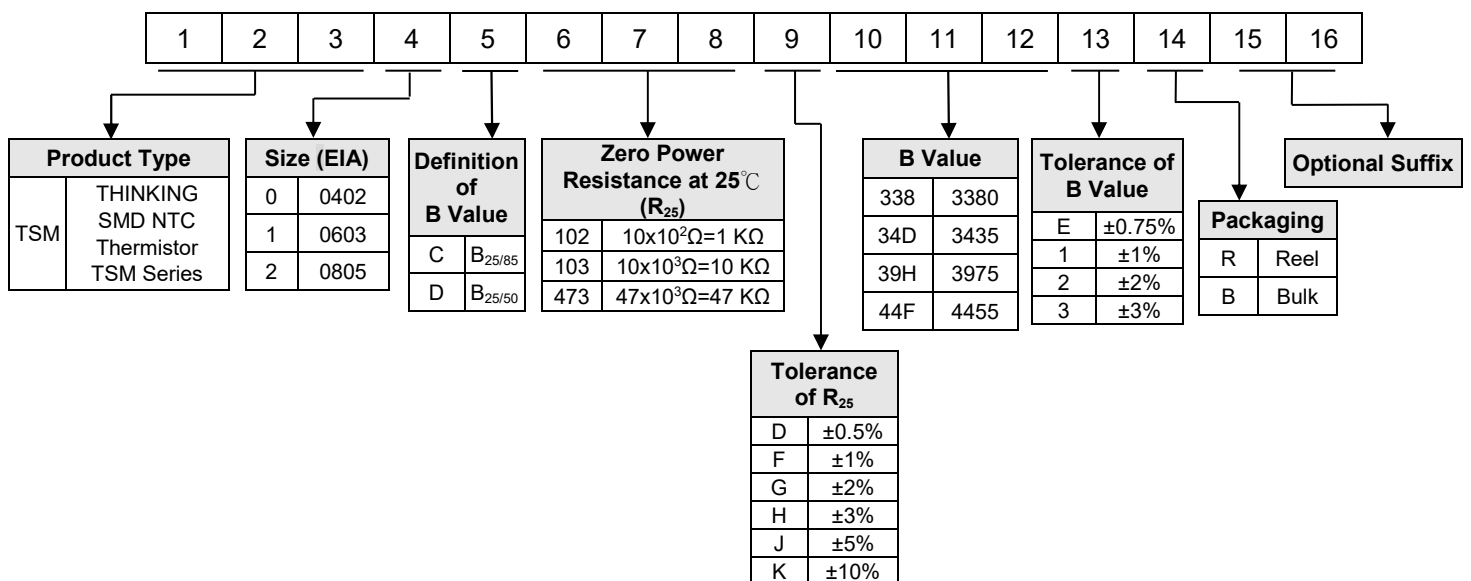 1 2 3 4 5 6 7 8 9 10 11 12 13 14 15 16
Product Type
TSM
THINKING
SMD NTC
Thermistor
TSM Series
Size (EIA)
0 0402
1 0603
2 0805
Definition
of
B Value
C B25/85
D B25/50
Zero Power
Resistance at 25℃
(R25)
102 10x10²Ω=1 KΩ
103 10x10³Ω=10 KΩ
473 47x10³Ω=47 KΩ
Tolerance
of R25
D ±0.5%
F ±1%
G ±2%
H ±3%
J ±5%
K ±10%
B Value
338 3380
34D 3435
39H 3975
44F 4455
Tolerance of
B Value
E ±0.75%
1 ±1%
2 ±2%
3 ±3%
Packaging
R Reel
B Bulk
Optional Suffix